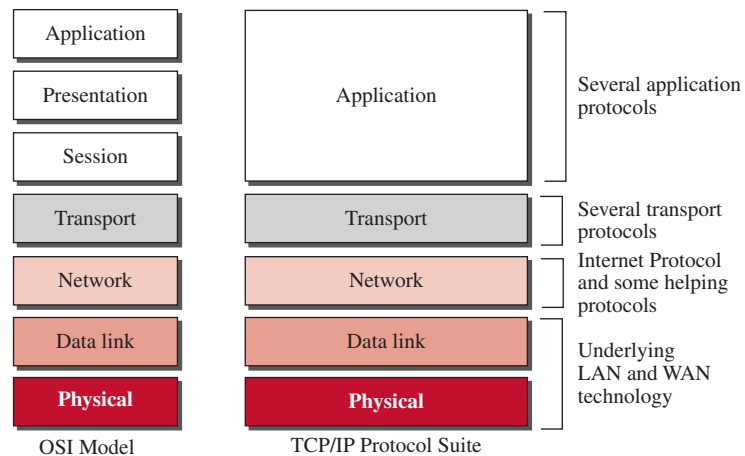 Application
Presentation
Session
Transport
Network
Data link
Physical
OSI Model
Application
Transport
Network
Data link
Physical
TCP/IP Protocol Suite
Several application
protocols
Several transport
protocols
Internet Protocol
and some helping
protocols
Underlying
LAN and WAN
technology